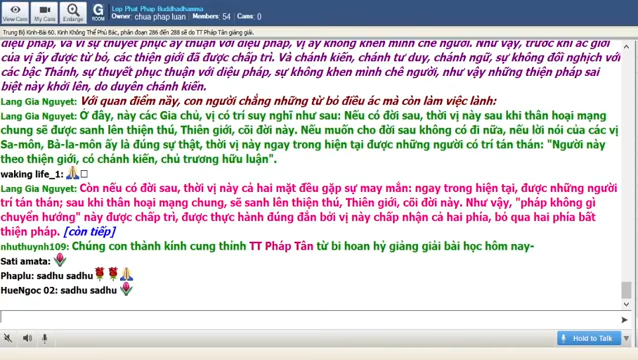 Lop Phat Phap Buddhadhamma
Owner: chua phap luan Members: 54 Cams: 0
View Cam
My Cam
Enlarge
G
ROOM
Trung Bộ Kinh-Bài 60. Kinh Không Thể Phủ Bác, phân đoạn 286 đến 288 sẽ do TT Pháp Tân giảng giải.
diệu pháp, và vì sự thuyết phục ấy thuận với diệu pháp, vị ấy không khen mình chê người. Như vậy, trước khi ác giới
của vị ấy được từ bỏ, các thiện giới đã được chấp trì. Và chánh kiến, chánh tư duy, chánh ngữ, sự không đối nghịch với
các bậc Thánh, sự thuyết phục thuận với diệu pháp, sự không khen mình chê người, như vậy những thiện pháp sai
biệt này khởi lên, do duyên chánh kiến.
Lang Gia Nguyet: Với quan điểm nầy, con người chẳng những từ bỏ điều ác mà còn làm việc lành:
Lang Gia Nguyet: Ở đây, này các Gia chủ, vị có trí suy nghĩ như sau: Nếu có đời sau, thời vị này sau khi thân hoại mạng
chung sẽ được sanh lên thiện thú, Thiên giới, cõi đời này. Nếu muốn cho đời sau không có đi nữa, nếu lời nói của các vị
Sa-môn, Bà-la-môn ấy là đúng sự thật, thời vị này ngay trong hiện tại được những người có trí tán thán: "Người này
theo thiện giới, có chánh kiến, chủ trương hữu luận".
waking life_1:
Lang Gia Nguyet: Còn nếu có đời sau, thời vị này cả hai mặt đều gặp sự may mắn: ngay trong hiện tại, được những người
trí tán thán; sau khi thân hoại mạng chung, sẽ sanh lên thiện thú, Thiên giới, cõi đời này. Như vậy, "pháp không gì
chuyển hướng" này được chấp trì, được thực hành đúng đắn bởi vị này chấp nhận cả hai phía, bỏ qua hai phía bất
thiện pháp. [còn tiếp]
nhuthuynh109: Chúng con thành kính cung thỉnh TT Pháp Tân từ bi hoan hỷ giảng giải bài học hôm nay-
Sati amata:
Phaplu: sadhu sadhu
HueNgoc 02: sadhu sadhu
Hold to Talk